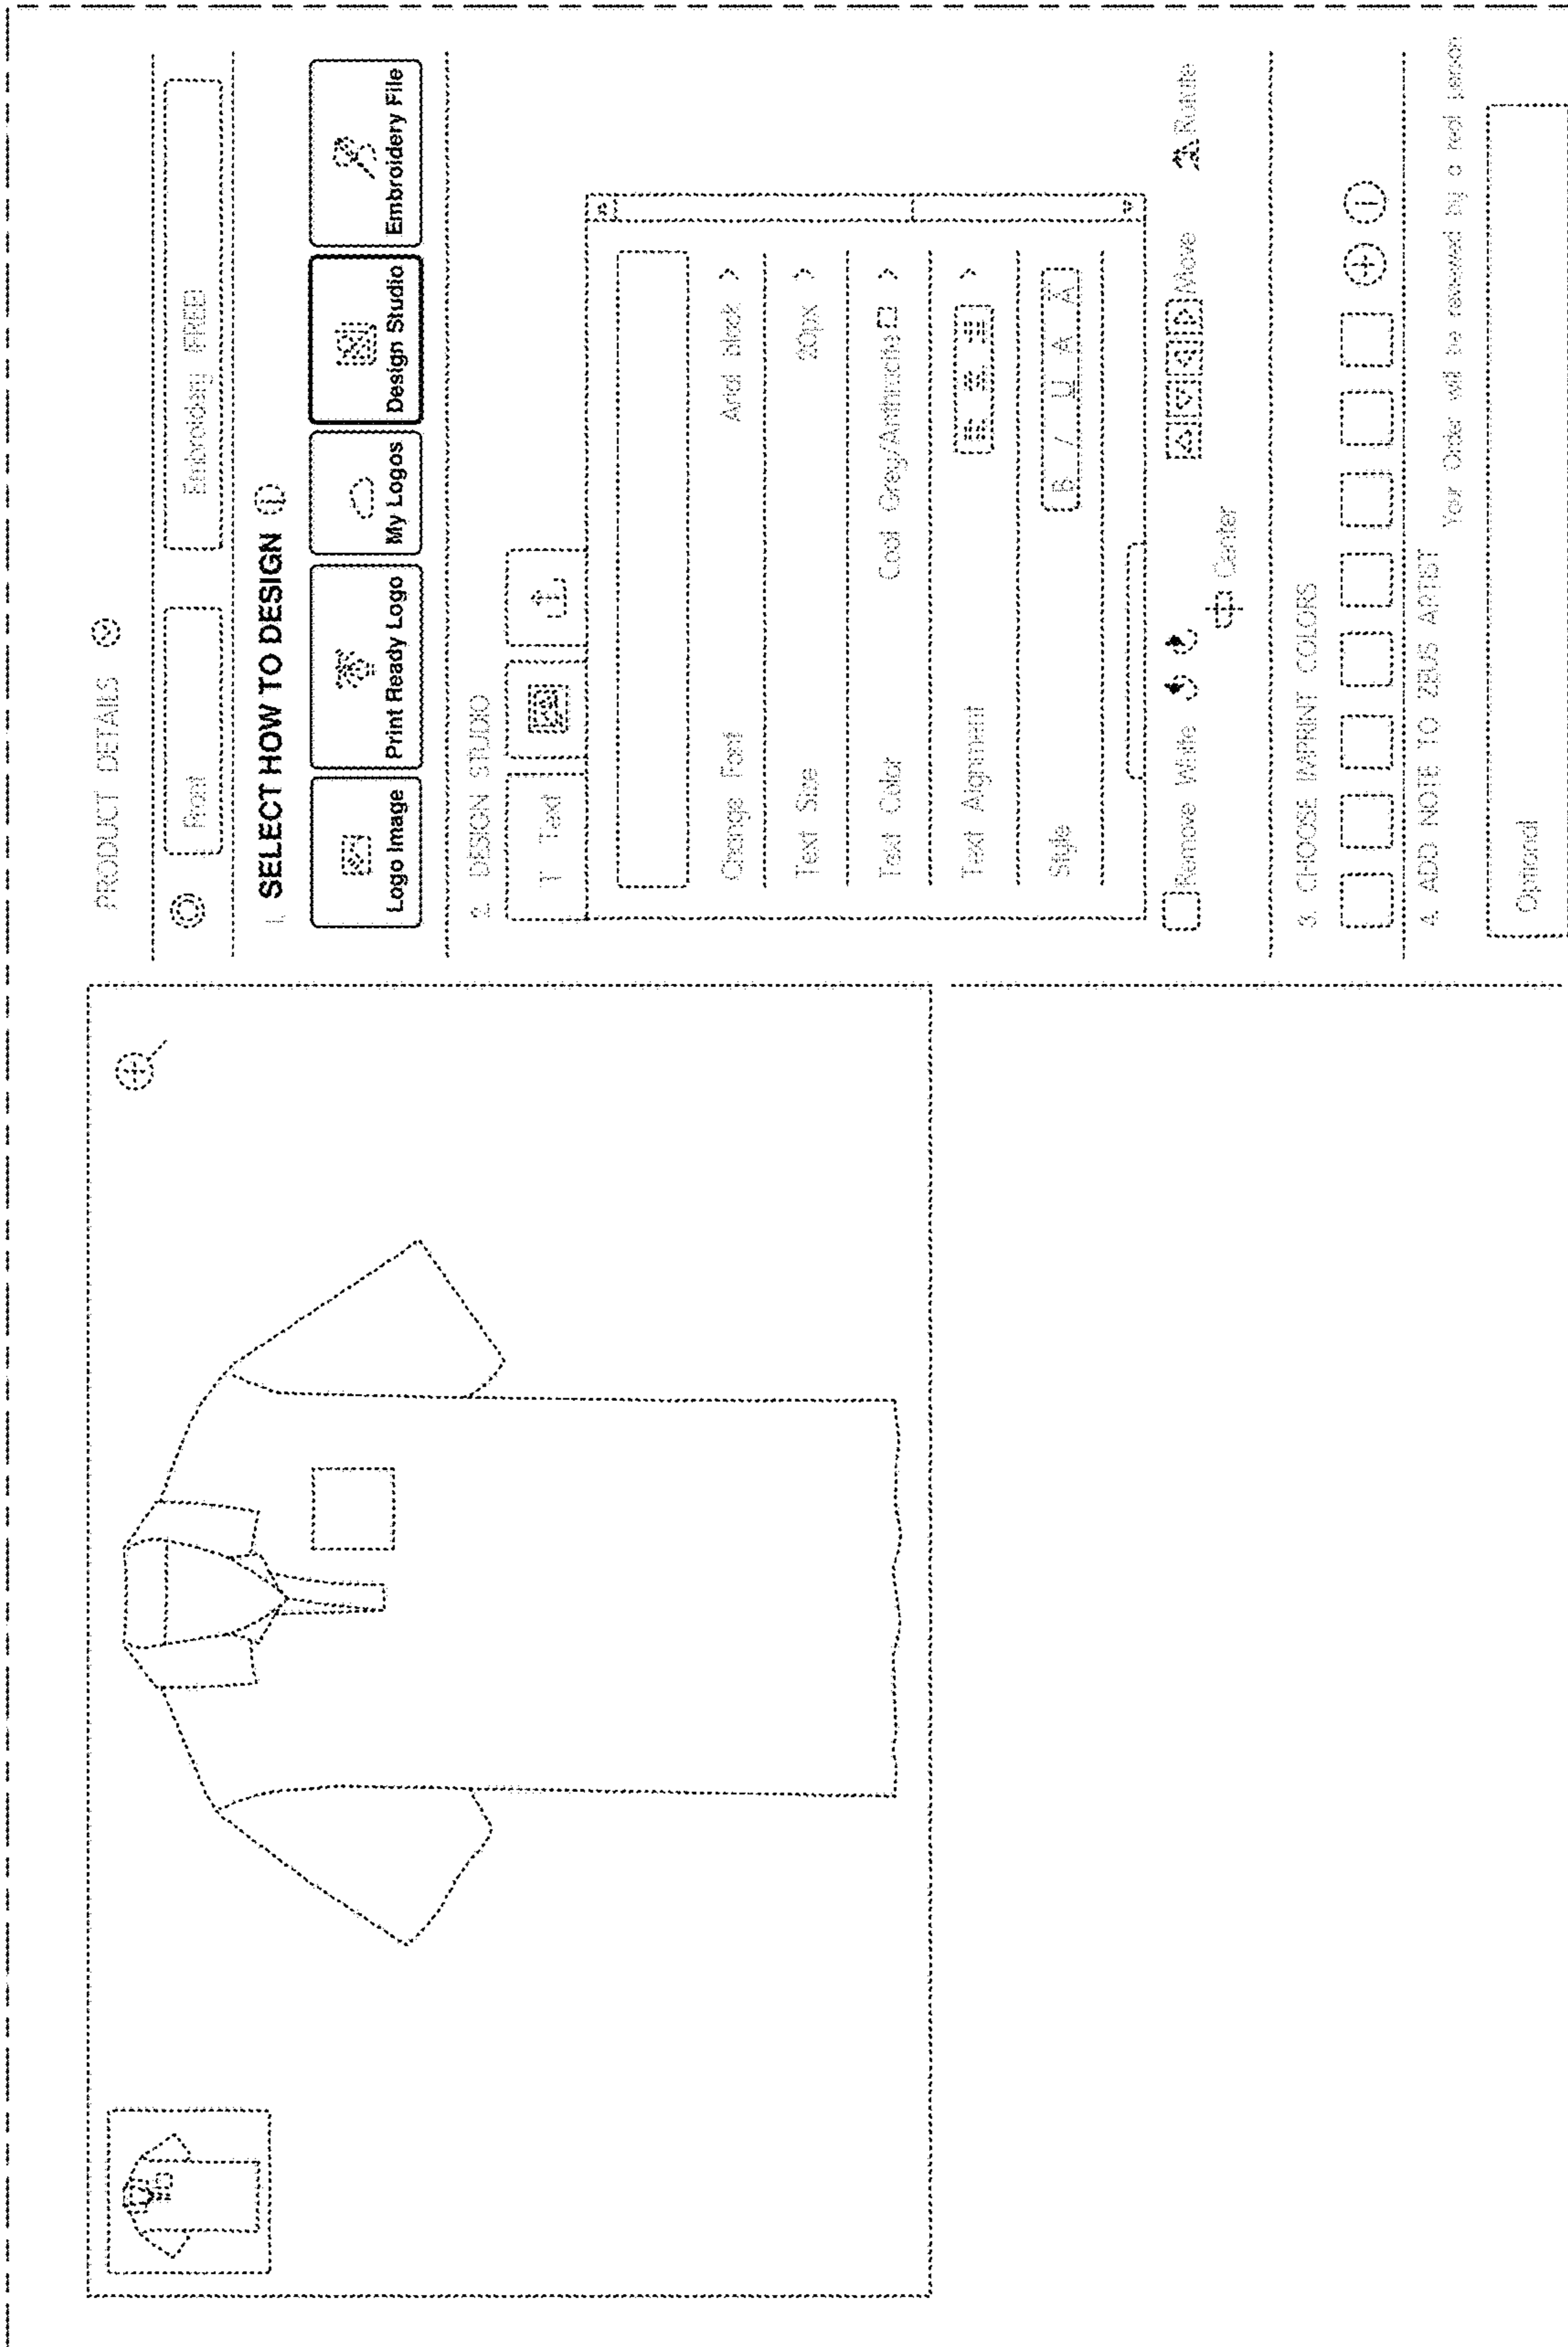 PRODUCT DETAILS
Front
Embroidery (FREE)
1. SELECT HOW TO DESIGN
Logo Image
Print Ready Logo
My Logos
Design Studio
Embroidery File
2. DESIGN STUDIO
T Text
Change Font Arial black >
Text Size 20px >
Text Color Cool Grey/Anthracite >
Text Alignment >
Style B / U A A
Remove White
Center
Move
Rotate
3. CHOOSE IMPRINT COLORS
4. ADD NOTE TO ZEUS ARTIST
Your Order will be reviewed by a real person
Optional